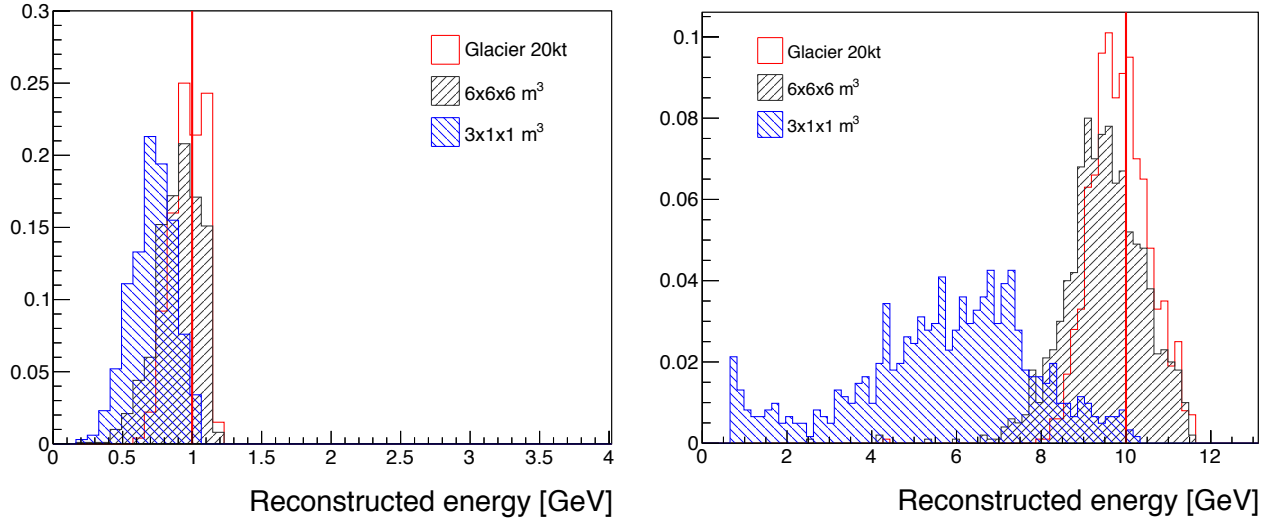 0.3
0.25
0.2
0.15
0.1
0.05
0
Glacier 20kt
6x6x6 m³
3x1x1 m³
0 0.5 1 1.5 2 2.5 3 3.5 4
Reconstructed energy [GeV]
0.1
0.08
0.06
0.04
0.02
0
Glacier 20kt
6x6x6 m³
3x1x1 m³
0 2 4 6 8 10 12
Reconstructed energy [GeV]